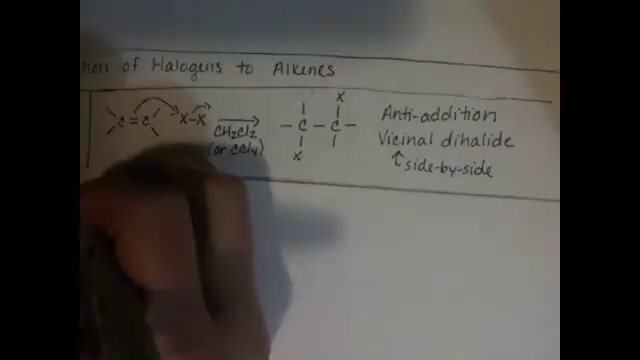 of Halogens to Alkenes
C=C X-X CH₂Cl₂ (or CCl₄)
X
-C-C-
X
Anti-addition
Vicinal dihalide
↑side-by-side